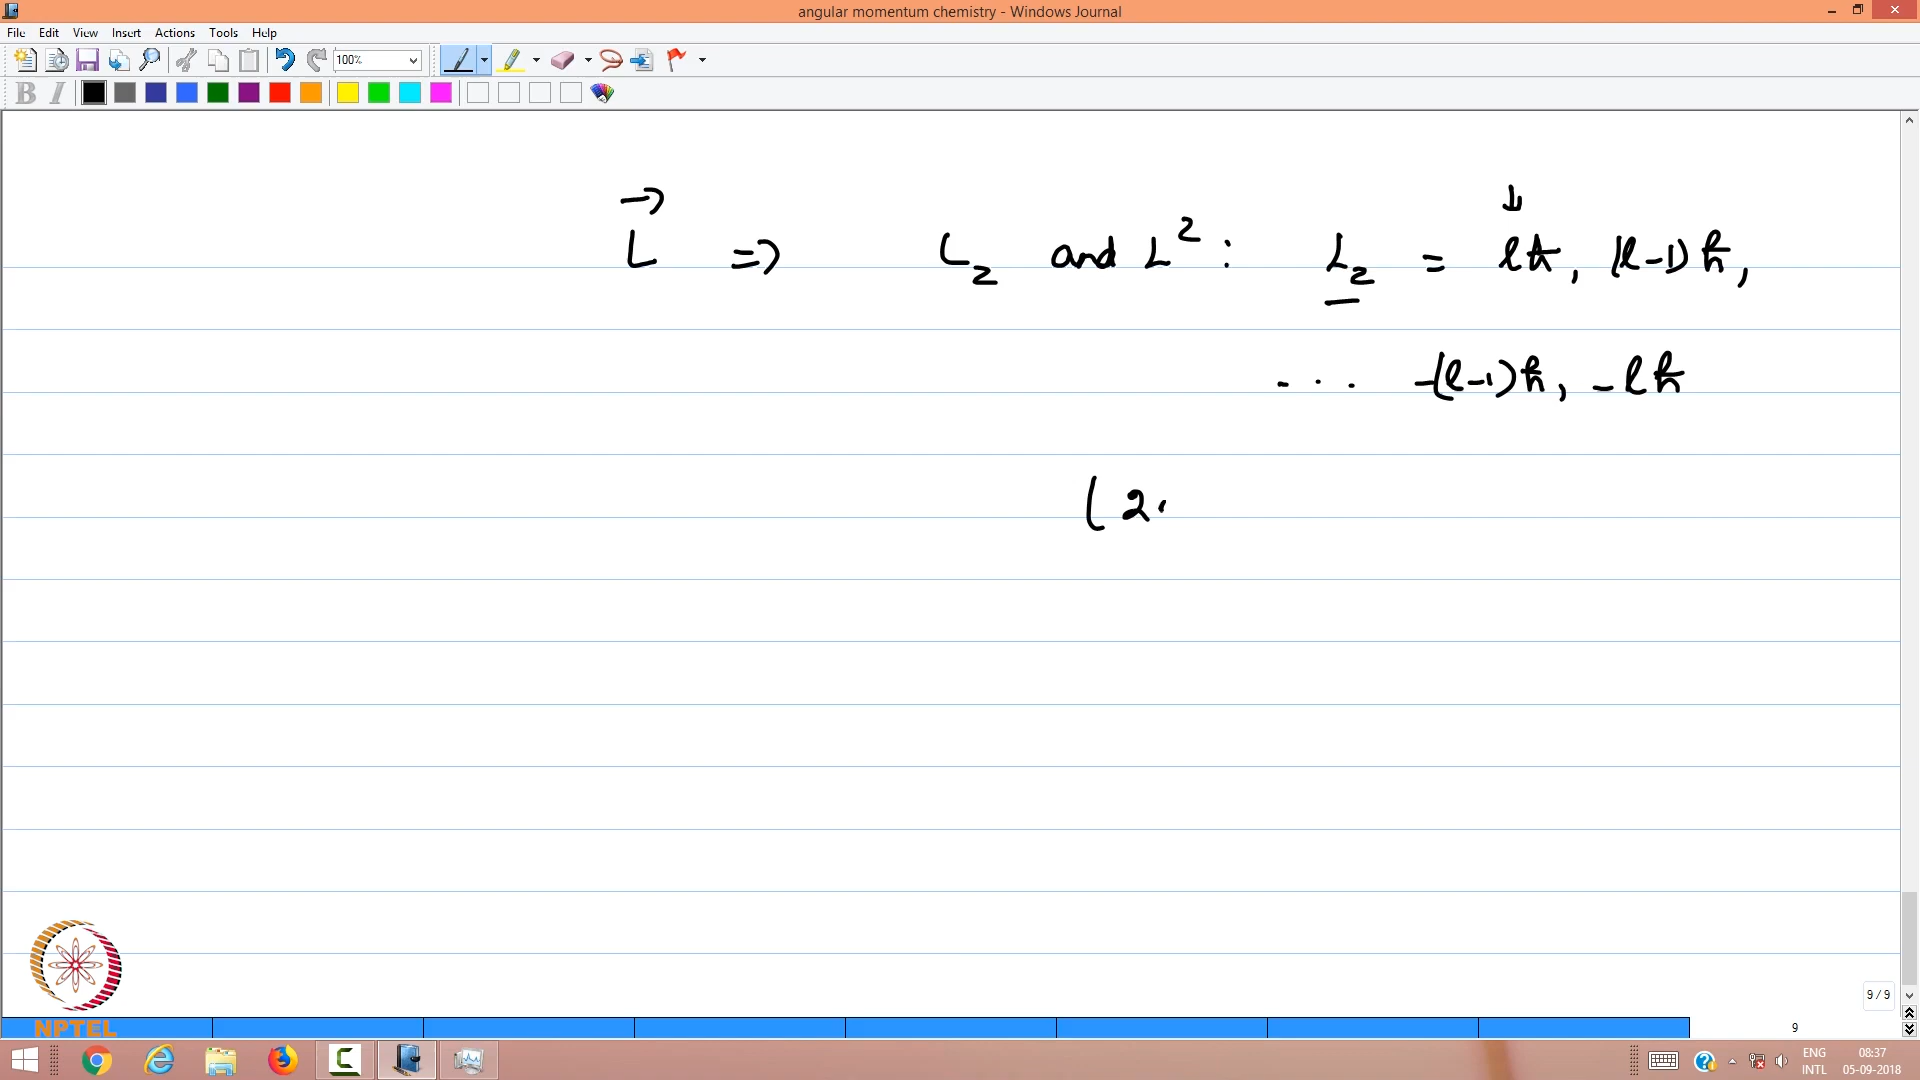 angular momentum chemistry - Windows Journal
File Edit View Insert Actions Tools Help
100%
B I
→ ↓
L ⇒ L_z and L² : L_z = lħ, (l-1)ħ,
.... -(l-1)ħ, -lħ
(2
9 / 9
NPTEL
9
ENG 08:37
INTL 05-09-2018